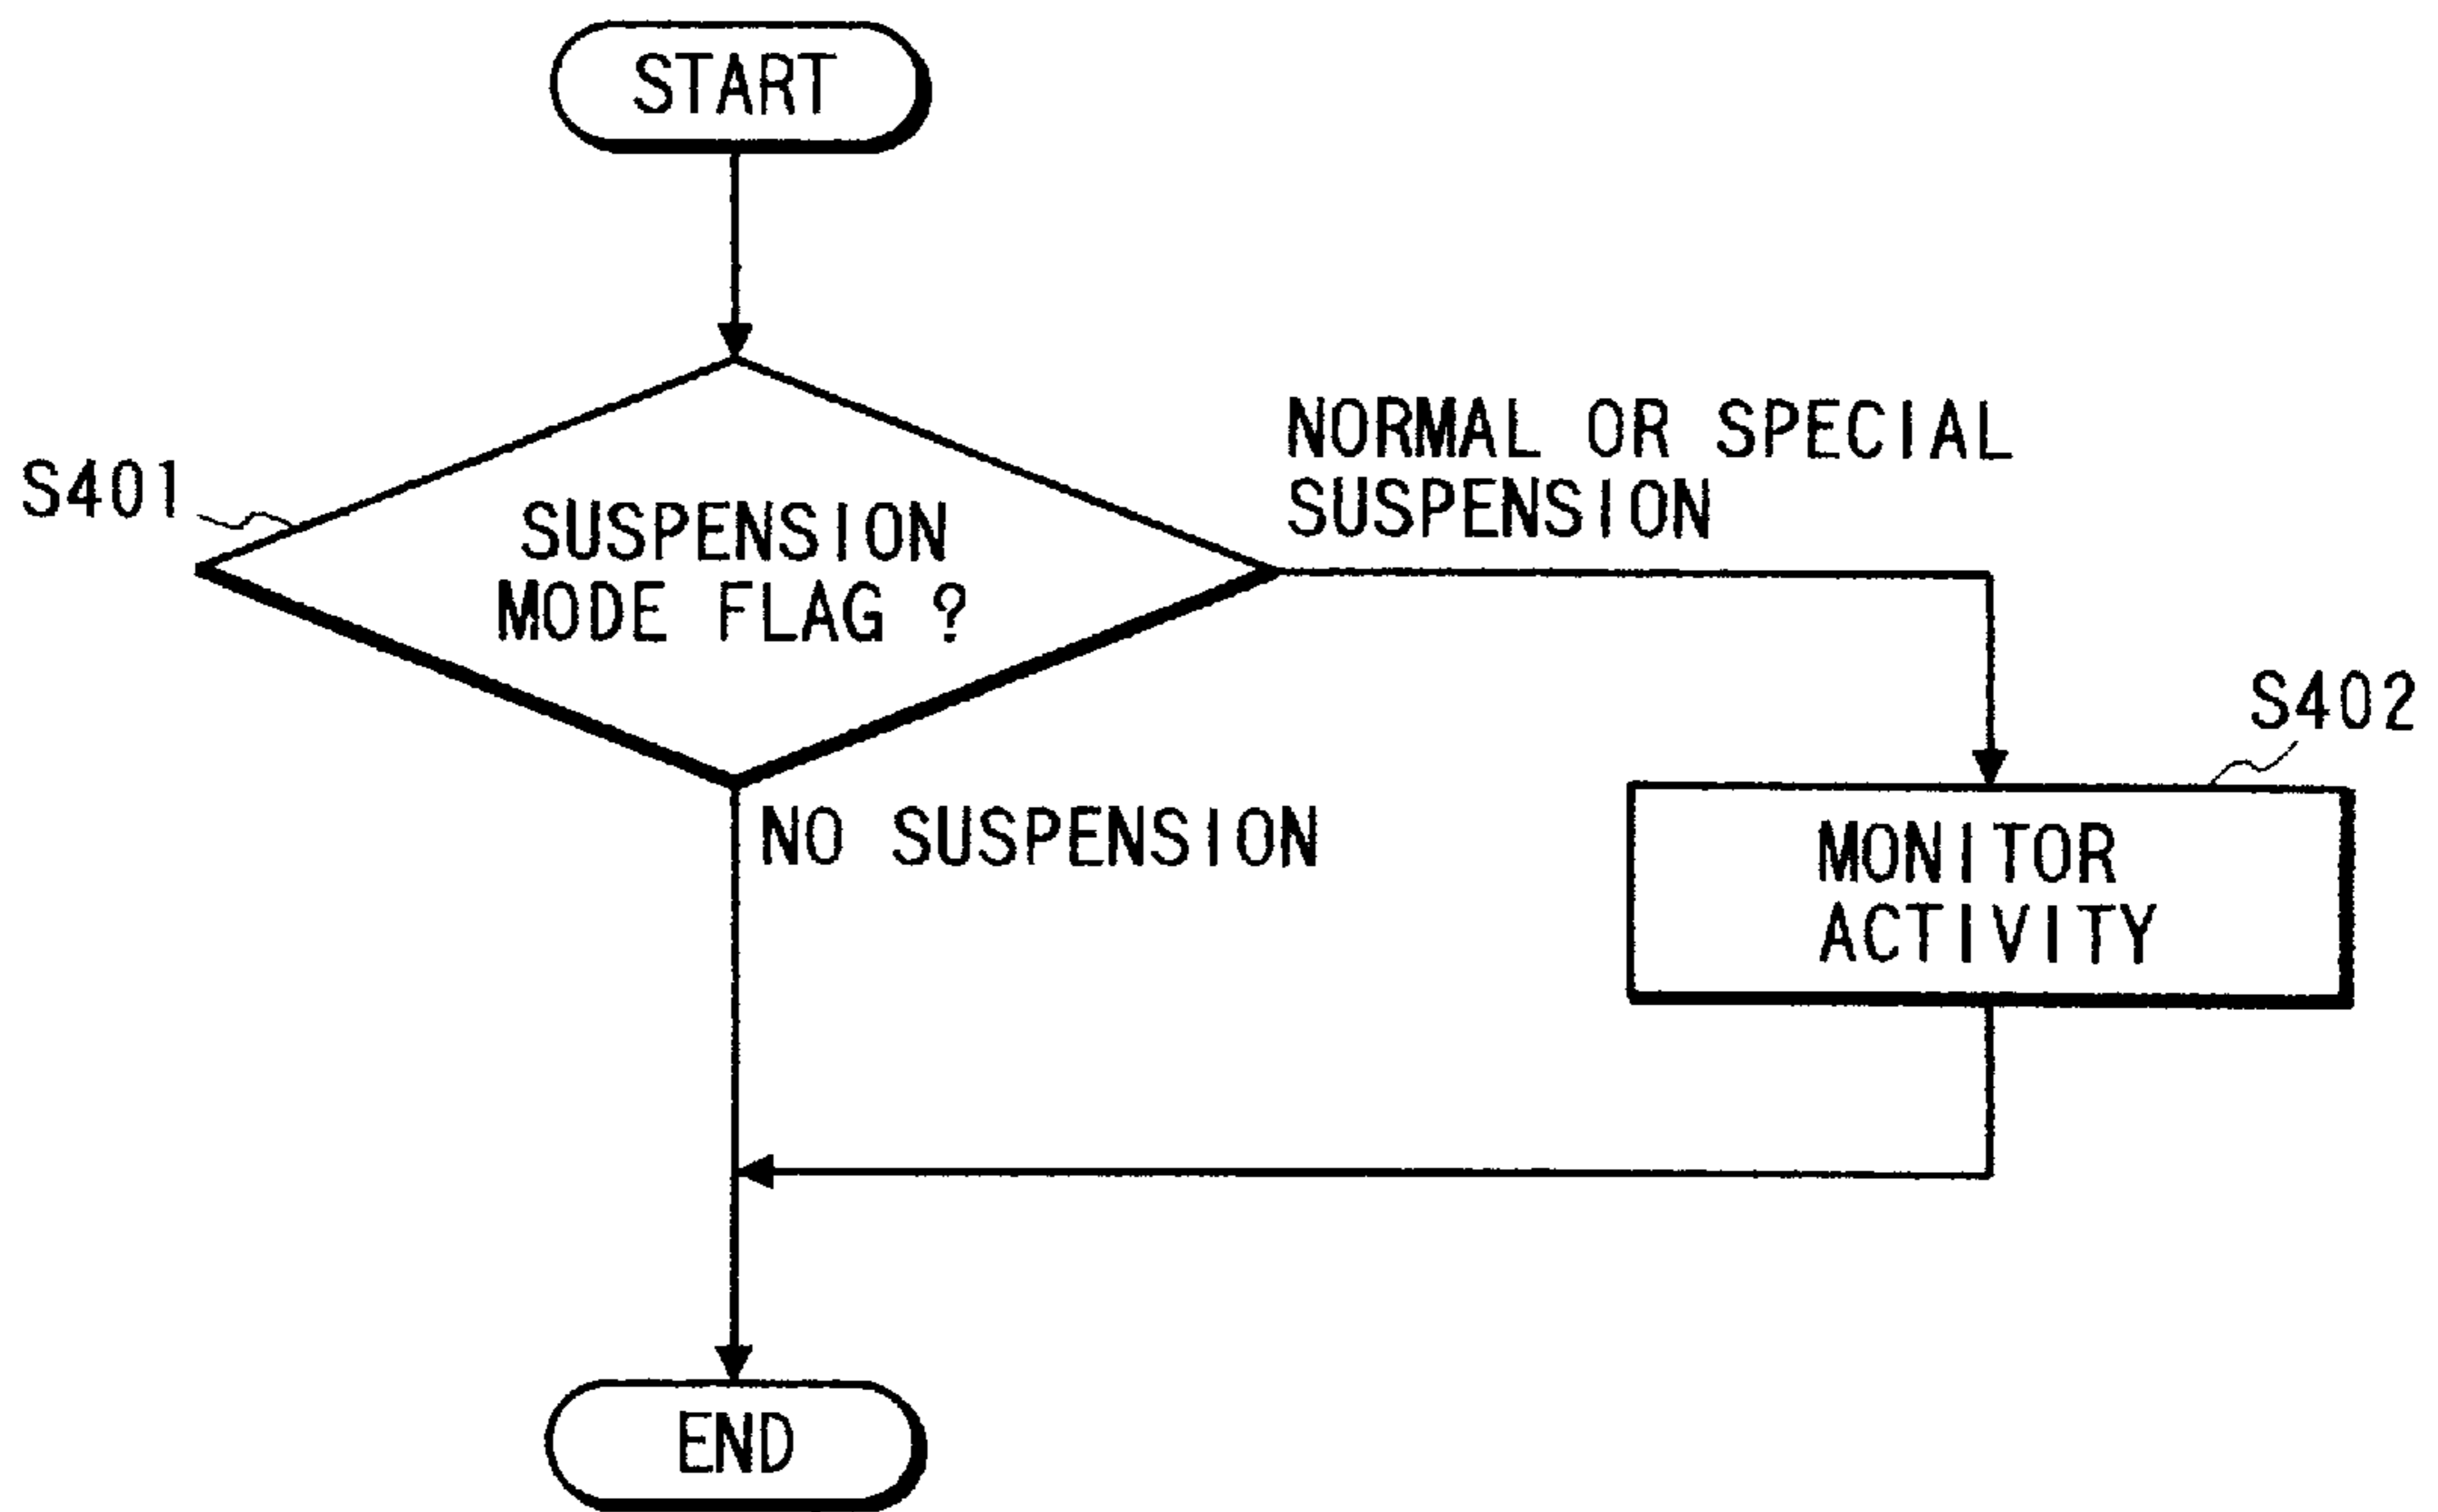 START
S401
SUSPENSION
MODE FLAG ?
NORMAL OR SPECIAL
SUSPENSION
NO SUSPENSION
S402
MONITOR
ACTIVITY
END